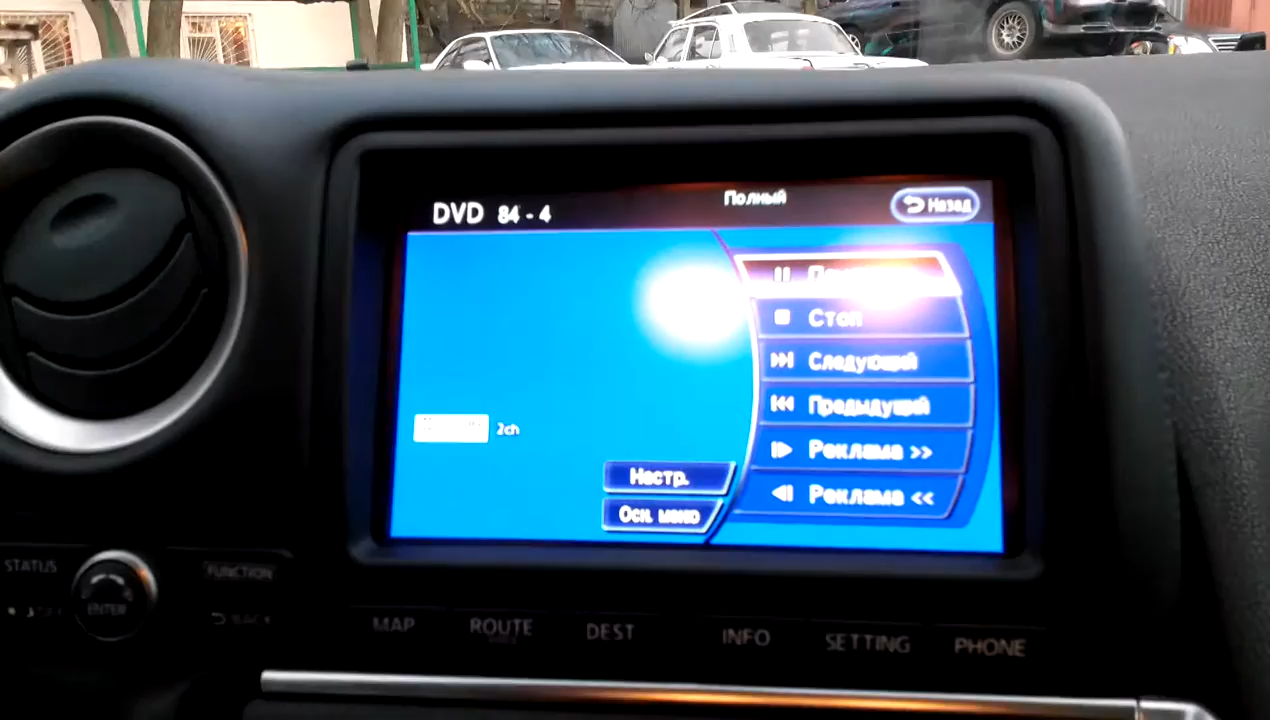 Полный
DVD 84 - 4
Назад
Стоп
Следующий
Предыдущий
Реклама >>
Реклама <<
2ch
Настр.
Осн. меню
STATUS
ENTER
FUNCTION
BACK
MAP
ROUTE
DEST
INFO
SETTING
PHONE